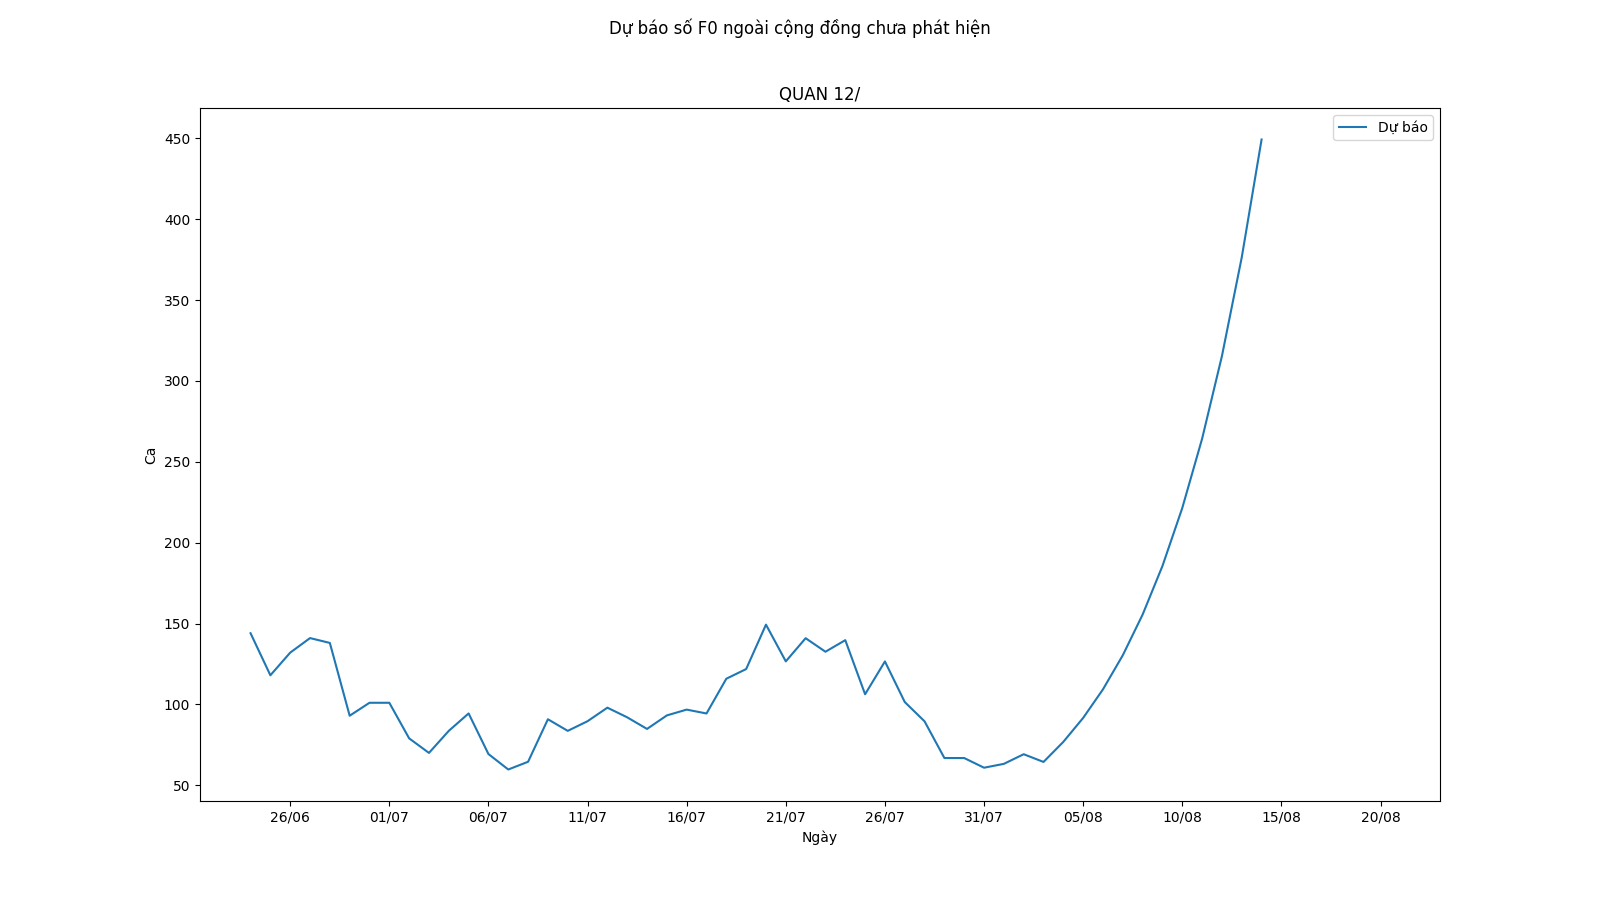 Dự báo số F0 ngoài cộng đồng chưa phát hiện
QUAN 12/
Dự báo
450
400
350
300
250
200
150
100
50
Ca
26/06 01/07 06/07 11/07 16/07 21/07 26/07 31/07 05/08 10/08 15/08 20/08
Ngày